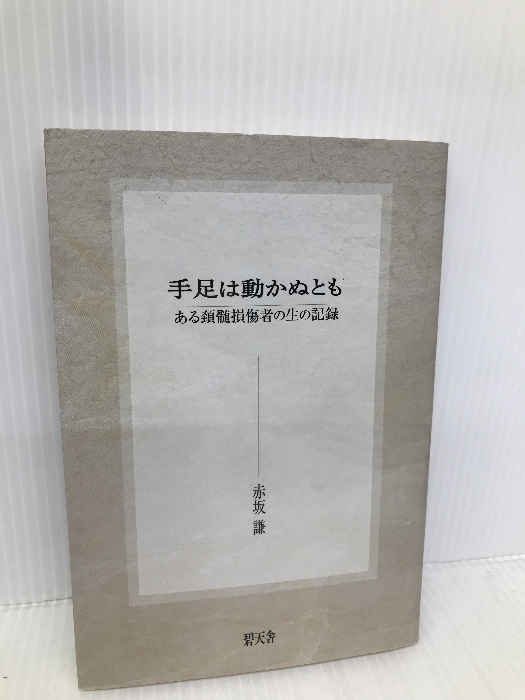 手足は動かぬとも
ある頚髄損傷者の生の記録
赤坂 謙
碧天舎